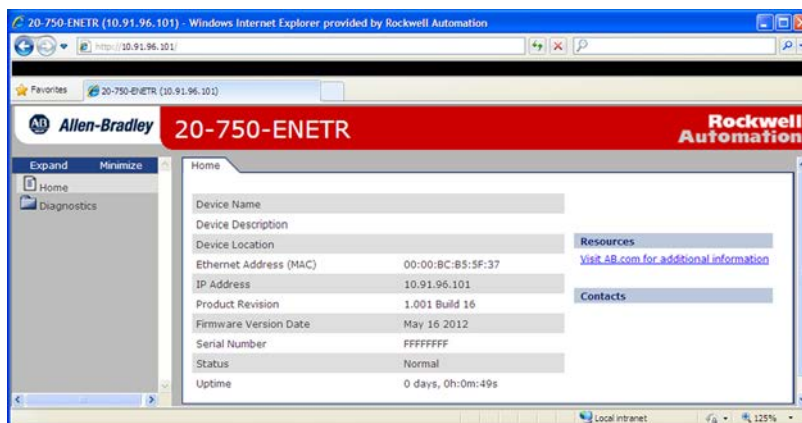 20-750-ENETR (10.91.96.101) - Windows Internet Explorer provided by Rockwell Automation
http://10.91.96.101/
Favorites
20-750-ENETR (10.91.96.101)
AB Allen-Bradley
20-750-ENETR
Rockwell
Automation
Expand Minimize
Home
Home
Diagnostics
Device Name
Device Description
Device Location
Ethernet Address (MAC) 00:00:BC:B5:5F:37
IP Address 10.91.96.101
Product Revision 1.001 Build 16
Firmware Version Date May 16 2012
Serial Number FFFFFFFF
Status Normal
Uptime 0 days, 0h:0m:49s
Resources
Visit AB.com for additional information
Contacts
Local intranet
125%